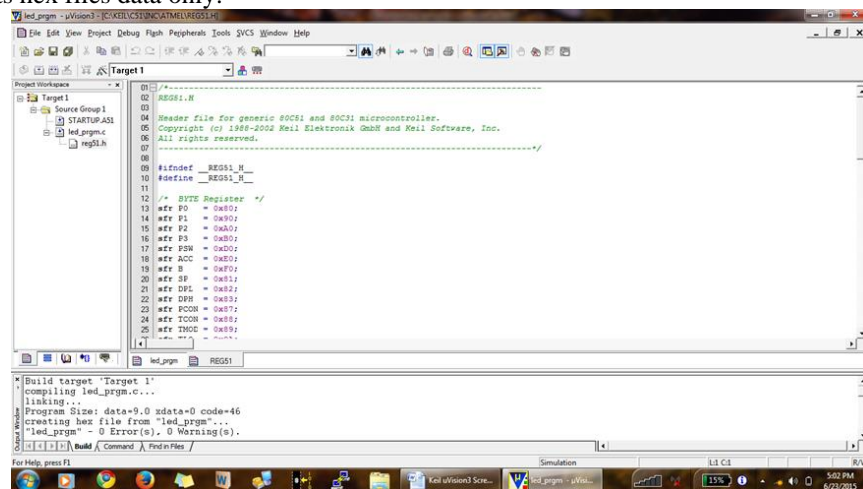 s hex files data only.
led_prgm - µVision3 - [C:\KEIL\C51\INC\ATMEL\REG51.H]
File Edit View Project Debug Flash Peripherals Tools SVCS Window Help
Target 1
Project Workspace
Target 1
Source Group 1
STARTUP.A51
led_prgm.c
reg51.h
01 /*--------------------------------------------------------------------------
02 REG51.H
03
04 Header file for generic 80C51 and 80C31 microcontroller.
05 Copyright (c) 1988-2002 Keil Elektronik GmbH and Keil Software, Inc.
06 All rights reserved.
07 --------------------------------------------------------------------------*/
08
09 #ifndef __REG51_H__
10 #define __REG51_H__
11
12 /* BYTE Register */
13 sfr P0 = 0x80;
14 sfr P1 = 0x90;
15 sfr P2 = 0xA0;
16 sfr P3 = 0xB0;
17 sfr PSW = 0xD0;
18 sfr ACC = 0xE0;
19 sfr B = 0xF0;
20 sfr SP = 0x81;
21 sfr DPL = 0x82;
22 sfr DPH = 0x83;
23 sfr PCON = 0x87;
24 sfr TCON = 0x88;
25 sfr TMOD = 0x89;
led_prgm REG51
Build target 'Target 1'
compiling led_prgm.c...
linking...
Program Size: data=9.0 xdata=0 code=46
creating hex file from "led_prgm"...
"led_prgm" - 0 Error(s), 0 Warning(s).
Output Window
Build Command Find in Files
For Help, press F1 Simulation L:1 C:1 R/W
Keil uVision3 Scre... led_prgm - µVisi... 15% 5:02 PM
6/23/2015